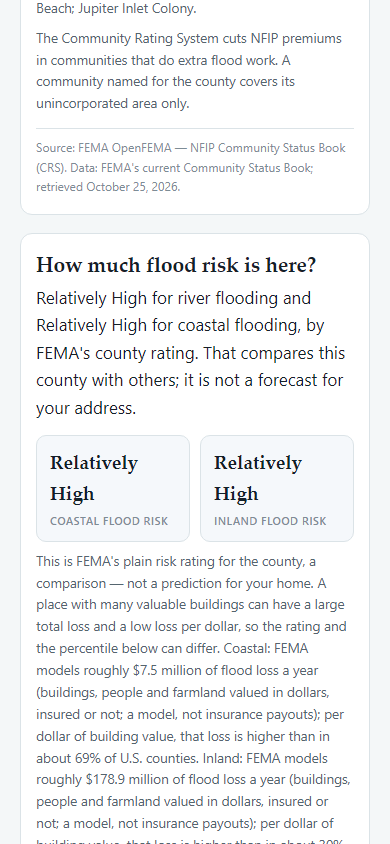 Beach; Jupiter Inlet Colony.
The Community Rating System cuts NFIP premiums
in communities that do extra flood work. A
community named for the county covers its
unincorporated area only.
Source: FEMA OpenFEMA — NFIP Community Status Book
(CRS). Data: FEMA's current Community Status Book;
retrieved October 25, 2026.
How much flood risk is here?
Relatively High for river flooding and
Relatively High for coastal flooding, by
FEMA's county rating. That compares this
county with others; it is not a forecast for
your address.
Relatively
High
COASTAL FLOOD RISK
Relatively
High
INLAND FLOOD RISK
This is FEMA's plain risk rating for the county, a
comparison — not a prediction for your home. A
place with many valuable buildings can have a large
total loss and a low loss per dollar, so the rating and
the percentile below can differ. Coastal: FEMA
models roughly $7.5 million of flood loss a year
(buildings, people and farmland valued in dollars,
insured or not; a model, not insurance payouts); per
dollar of building value, that loss is higher than in
about 69% of U.S. counties. Inland: FEMA models
roughly $178.9 million of flood loss a year (buildings,
people and farmland valued in dollars, insured or
not; a model, not insurance payouts); per dollar of
building value, that loss is higher than in about